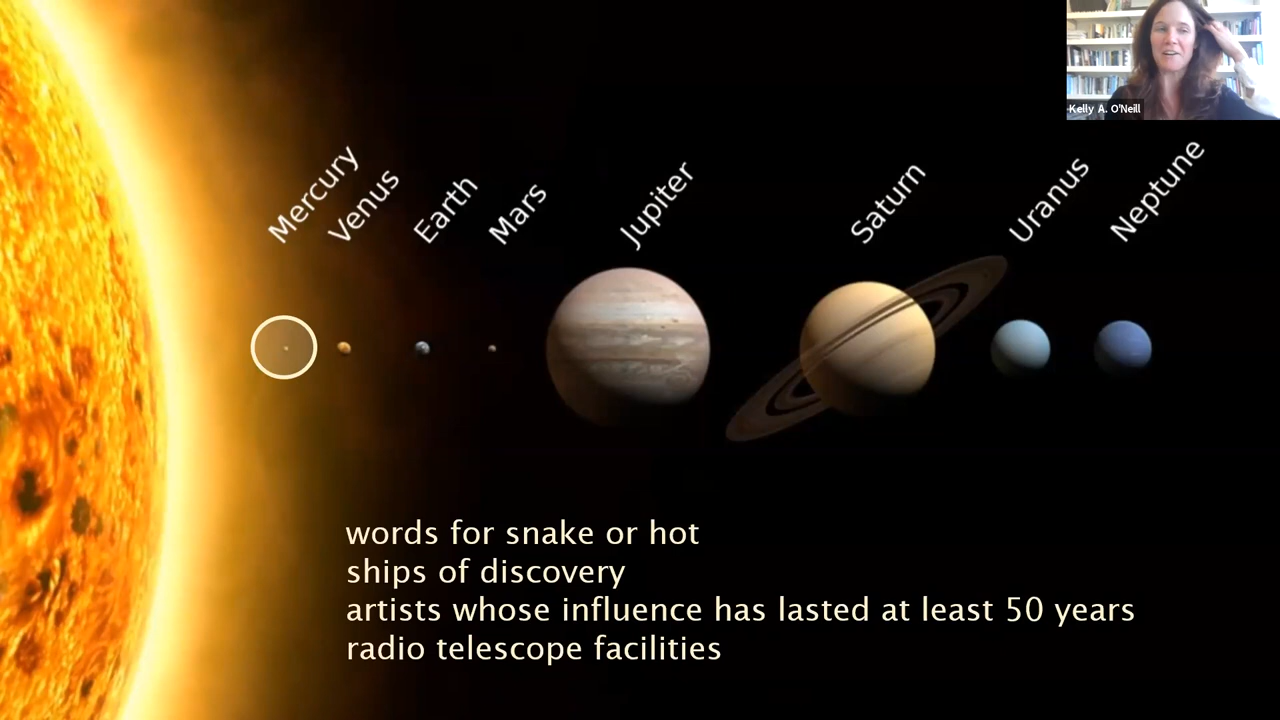 Kelly A. O'Neill
Mercury
Venus
Earth
Mars
Jupiter
Saturn
Uranus
Neptune
words for snake or hot
ships of discovery
artists whose influence has lasted at least 50 years
radio telescope facilities